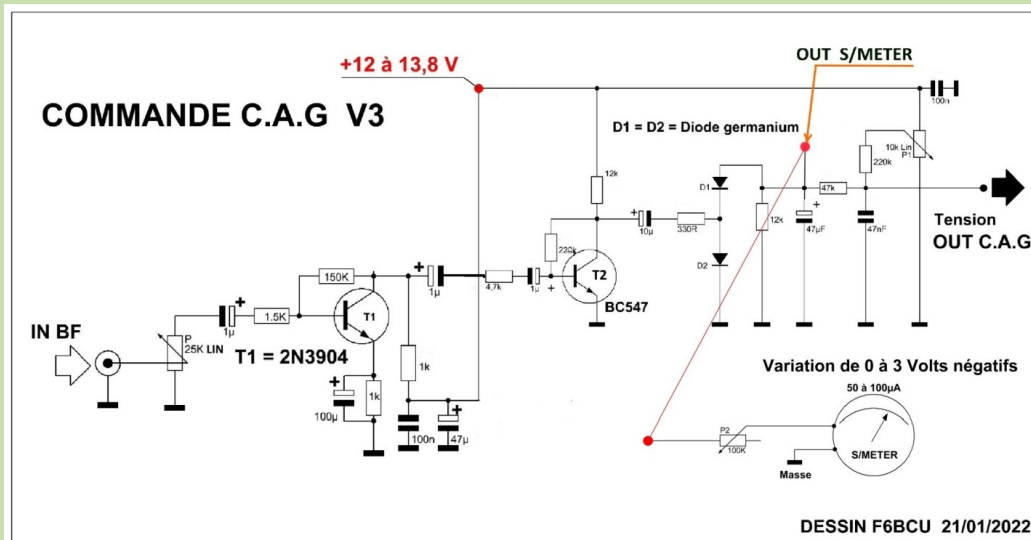 +12 à 13,8 V
OUT S/METER
COMMANDE C.A.G V3
100n
D1 = D2 = Diode germanium
10k Lin
P1
220k
12k
D1
47k
+
12k
+
47µF
47nF
Tension
OUT C.A.G
+
10µ
330R
220k
D2
T2
BC547
150K
+
1µ
4,7k
1µ
+
IN BF
P
25K LIN
+
1µ
1.5K
T1
T1 = 2N3904
1k
+
100µ
1k
+
100n
47µ
Variation de 0 à 3 Volts négatifs
50 à 100µA
P2
100K
S/METER
Masse
DESSIN F6BCU 21/01/2022